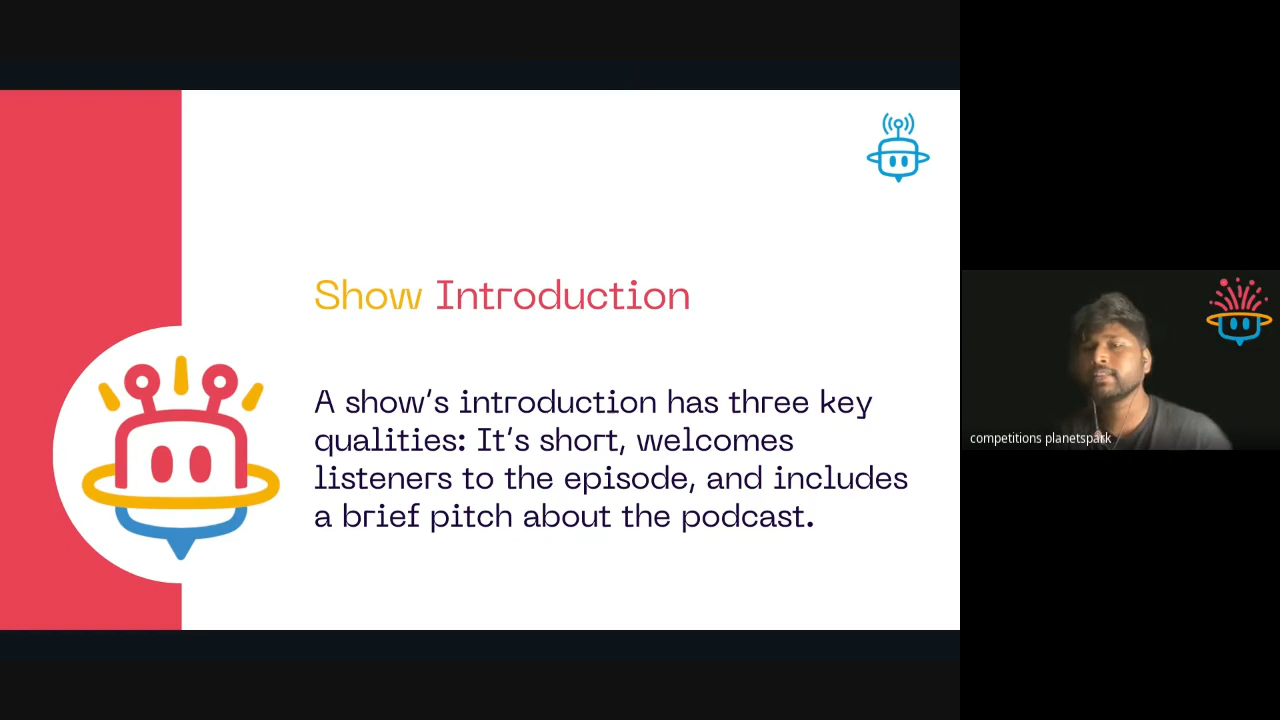 Show Introduction
A show's introduction has three key
qualities: It's short, welcomes
listeners to the episode, and includes
a brief pitch about the podcast.
competitions planetspark